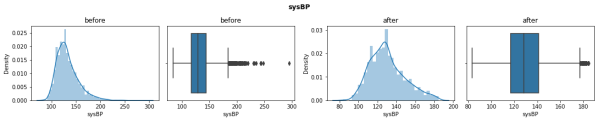 sysBP
before before after after
0.025
0.020
0.015
0.010
0.005
0.000
Density
100 150 200 250 300
sysBP
100 150 200 250 300
sysBP
0.03
0.02
0.01
0.00
Density
80 100 120 140 160 180 200
sysBP
80 100 120 140 160 180
sysBP